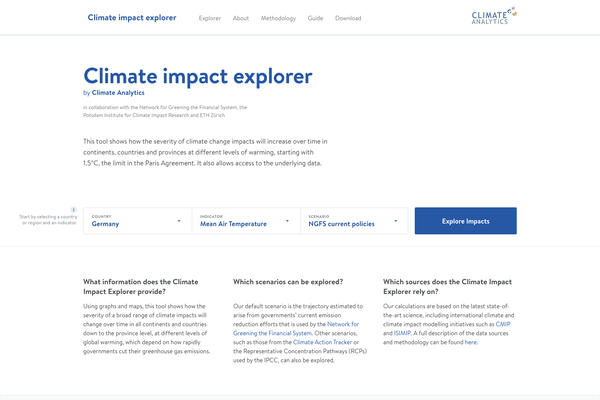 Climate impact explorer
Explorer
About
Methodology
Guide
Download
CLIMATE
ANALYTICS
Climate impact explorer
by Climate Analytics
in collaboration with the Network for Greening the Financial System, the
Potsdam Institute for Climate Impact Research and ETH Zürich
This tool shows how the severity of climate change impacts will increase over time in
continents, countries and provinces at different levels of warming, starting with
1.5°C, the limit in the Paris Agreement. It also allows access to the underlying data.
i
Start by selecting a country
or region and an indicator.
COUNTRY
Germany
INDICATOR
Mean Air Temperature
SCENARIO
NGFS current policies
Explore Impacts
What information does the Climate
Impact Explorer provide?
Using graphs and maps, this tool shows how the
severity of a broad range of climate impacts will
change over time in all continents and countries
down to the province level, at different levels of
global warming, which depend on how rapidly
governments cut their greenhouse gas emissions.
Which scenarios can be explored?
Our default scenario is the trajectory estimated to
arise from governments' current emission
reduction efforts that is used by the Network for
Greening the Financial System. Other scenarios,
such as those from the Climate Action Tracker or
the Representative Concentration Pathways (RCPs)
used by the IPCC, can also be explored.
Which sources does the Climate Impact
Explorer rely on?
Our calculations are based on the latest state-of-
the-art science, including international climate and
climate impact modelling initiatives such as CMIP
and ISIMIP. A full description of the data sources
and methodology can be found here.